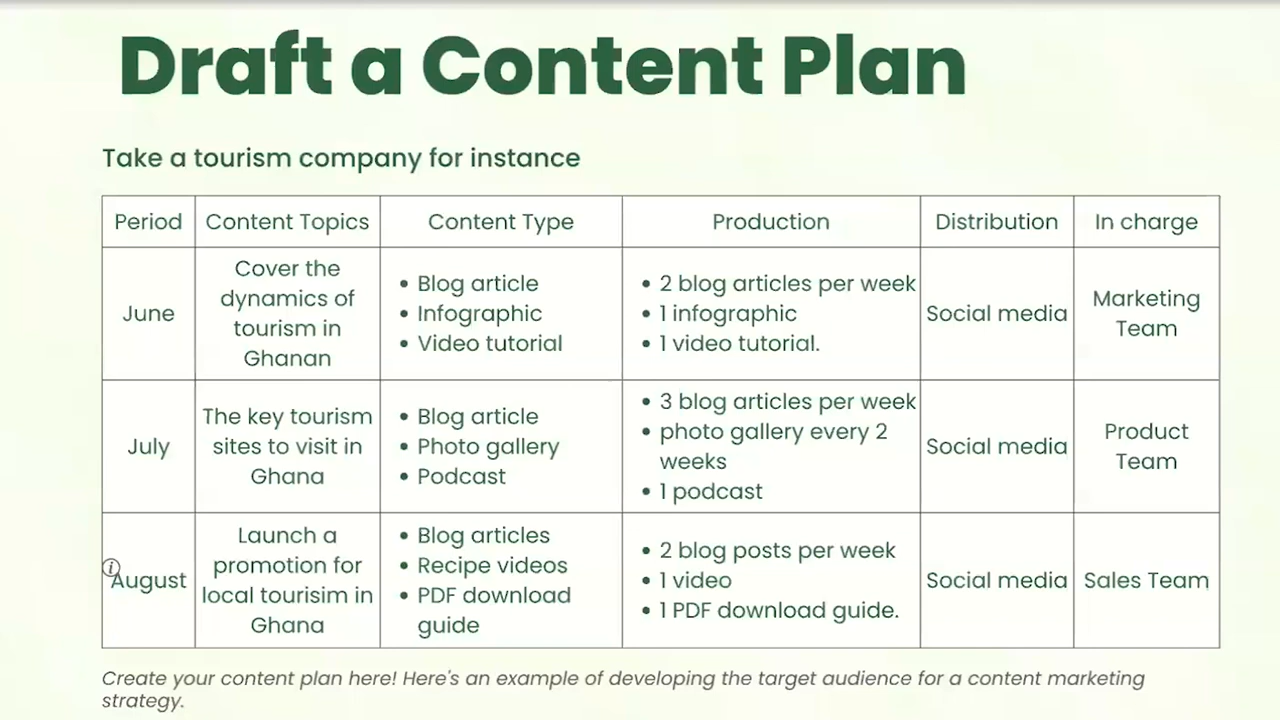 Draft a Content Plan
Take a tourism company for instance
Period Content Topics Content Type Production Distribution In charge
June
Cover the
dynamics of
tourism in
Ghanan
• Blog article
• Infographic
• Video tutorial
• 2 blog articles per week
• 1 infographic
• 1 video tutorial.
Social media
Marketing
Team
July
The key tourism
sites to visit in
Ghana
• Blog article
• Photo gallery
• Podcast
• 3 blog articles per week
• photo gallery every 2
weeks
• 1 podcast
Social media
Product
Team
August
Launch a
promotion for
local tourisim in
Ghana
• Blog articles
• Recipe videos
• PDF download
guide
• 2 blog posts per week
• 1 video
• 1 PDF download guide.
Social media
Sales Team
Create your content plan here! Here's an example of developing the target audience for a content marketing
strategy.